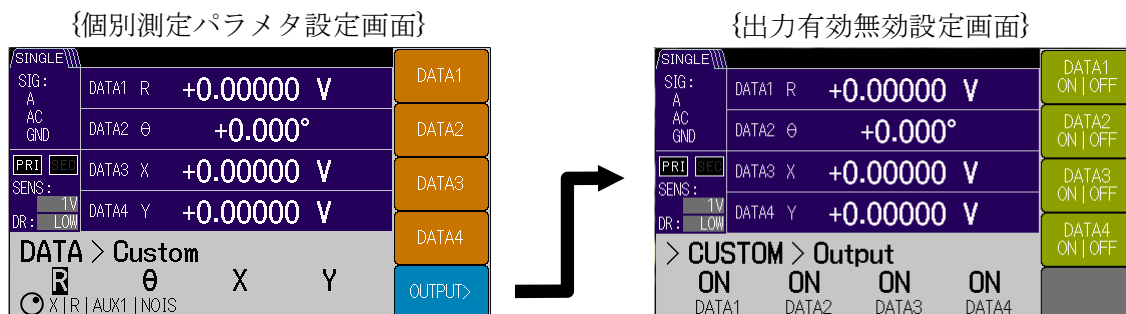 {個別測定パラメタ設定画面}
SINGLE
SIG:
A
AC
GND
PRI SEC
SENS:
1V
DR: LOW
DATA1 R +0.00000 V
DATA2 θ +0.000°
DATA3 X +0.00000 V
DATA4 Y +0.00000 V
DATA > Custom
R θ X Y
X|R|AUX1|NOIS
DATA1
DATA2
DATA3
DATA4
OUTPUT>
{出力有効無効設定画面}
SINGLE
SIG:
A
AC
GND
PRI SEC
SENS:
1V
DR: LOW
DATA1 R +0.00000 V
DATA2 θ +0.000°
DATA3 X +0.00000 V
DATA4 Y +0.00000 V
> CUSTOM > Output
ON ON ON ON
DATA1 DATA2 DATA3 DATA4
DATA1
ON|OFF
DATA2
ON|OFF
DATA3
ON|OFF
DATA4
ON|OFF